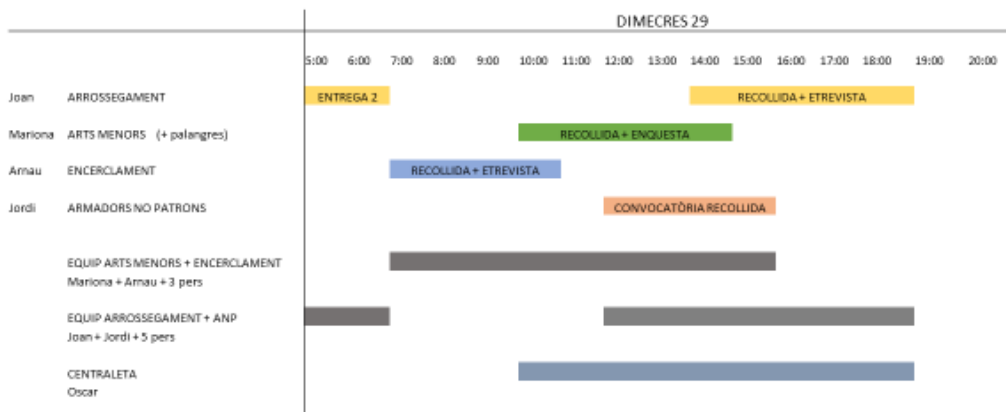 DIMECRES 29
5:00 6:00 7:00 8:00 9:00 10:00 11:00 12:00 13:00 14:00 15:00 16:00 17:00 18:00 19:00 20:00
Joan ARROSSEGAMENT ENTREGA 2 RECOLLIDA + ETREVISTA
Mariona ARTS MENORS (+ palangres) RECOLLIDA + ENQUESTA
Arnau ENCERCLAMENT RECOLLIDA + ETREVISTA
Jordi ARMADORS NO PATRONS CONVOCATÒRIA RECOLLIDA
EQUIP ARTS MENORS + ENCERCLAMENT
Mariona + Arnau + 3 pers
EQUIP ARROSSEGAMENT + ANP
Joan + Jordi + 5 pers
CENTRALETA
Oscar